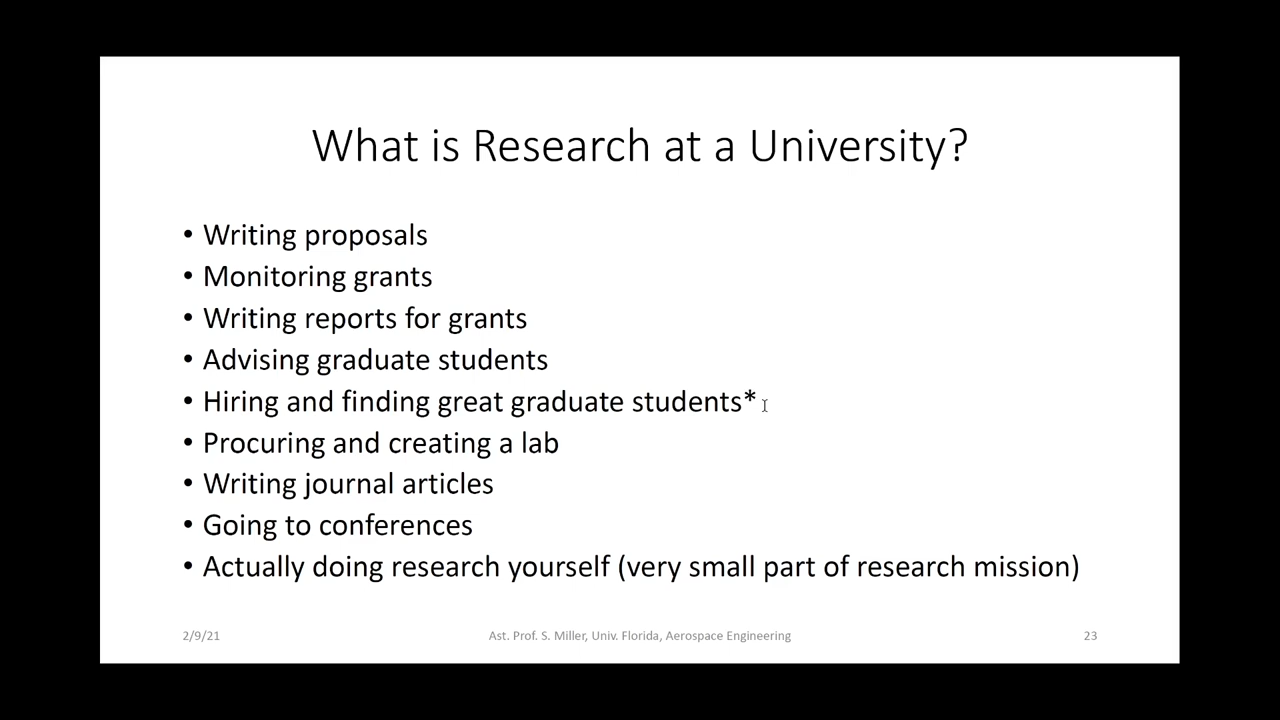 What is Research at a University?
• Writing proposals
• Monitoring grants
• Writing reports for grants
• Advising graduate students
• Hiring and finding great graduate students*
• Procuring and creating a lab
• Writing journal articles
• Going to conferences
• Actually doing research yourself (very small part of research mission)
2/9/21
Ast. Prof. S. Miller, Univ. Florida, Aerospace Engineering
23